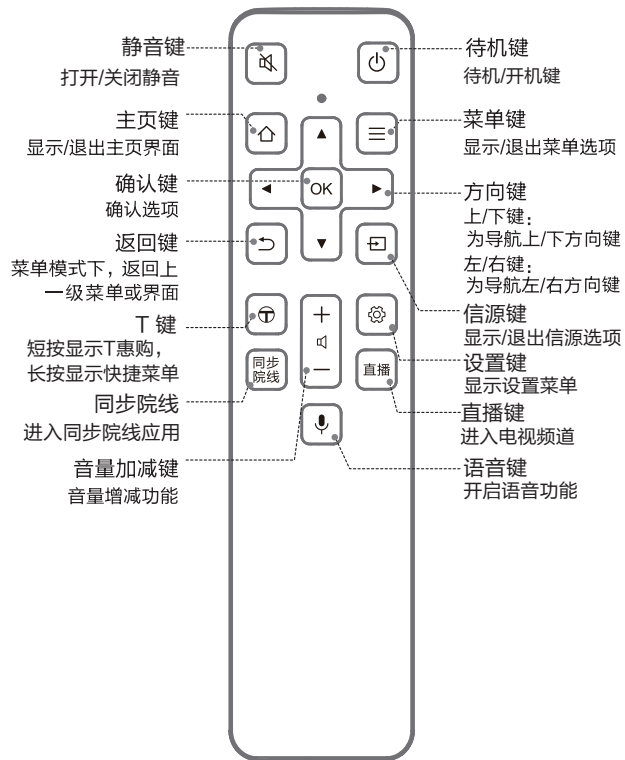 静音键
打开/关闭静音
主页键
显示/退出主页界面
确认键
确认选项
返回键
菜单模式下，返回上
一级菜单或界面
T 键
短按显示T惠购，
长按显示快捷菜单
同步院线
进入同步院线应用
音量加减键
音量增减功能
OK
同步
院线
直播
待机键
待机/开机键
菜单键
显示/退出菜单选项
方向键
上/下键：
为导航上/下方向键
左/右键：
为导航左/右方向键
信源键
显示/退出信源选项
设置键
显示设置菜单
直播键
进入电视频道
语音键
开启语音功能